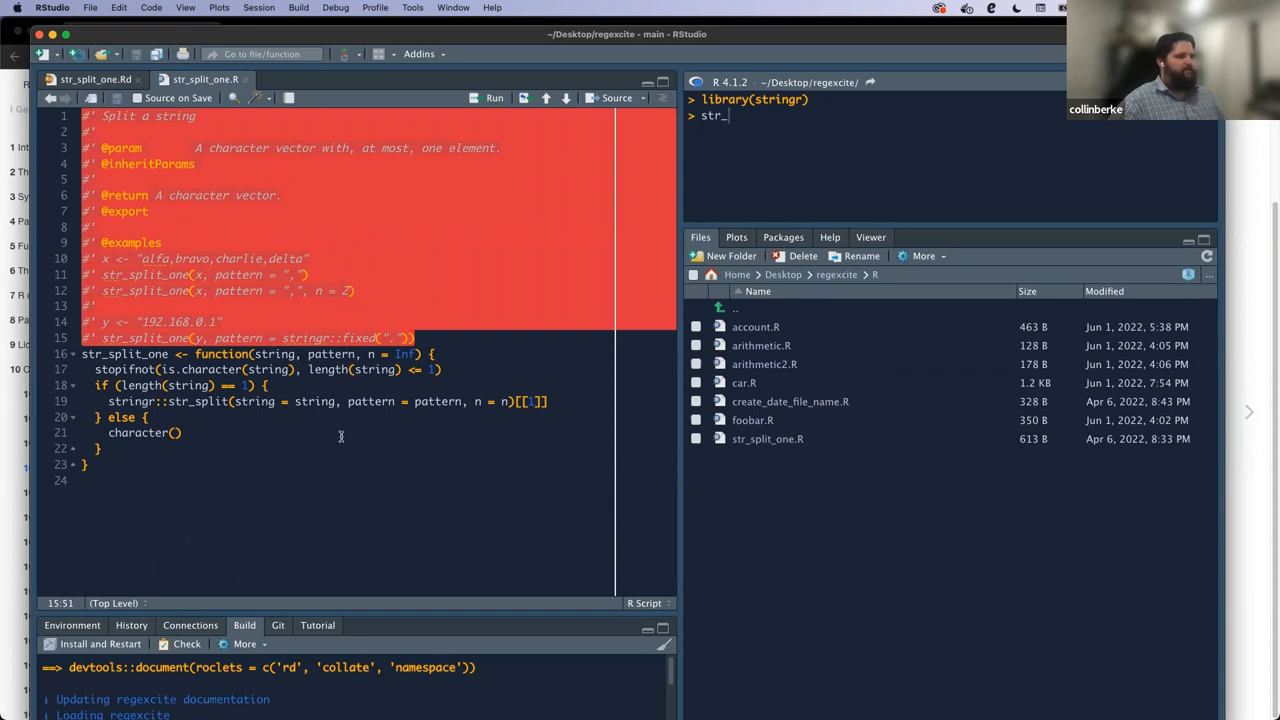 RStudio File Edit Code View Plots Session Build Debug Profile Tools Window Help
~/Desktop/regexcite - main - RStudio
Go to file/function Addins
str_split_one.Rd × str_split_one.R ×
Source on Save Run Source
1 #' Split a string
2 #'
3 #' @param A character vector with, at most, one element.
4 #' @inheritParams
5 #'
6 #' @return A character vector.
7 #' @export
8 #'
9 #' @examples
10 #' x <- "alfa,bravo,charlie,delta"
11 #' str_split_one(x, pattern = ",")
12 #' str_split_one(x, pattern = ",", n = 2)
13 #'
14 #' y <- "192.168.0.1"
15 #' str_split_one(y, pattern = stringr::fixed("."))
16 str_split_one <- function(string, pattern, n = Inf) {
17 stopifnot(is.character(string), length(string) <= 1)
18 if (length(string) == 1) {
19 stringr::str_split(string = string, pattern = pattern, n = n)[[1]]
20 } else {
21 character()
22 }
23 }
24
15:51 (Top Level) R Script
Environment History Connections Build Git Tutorial
Install and Restart Check More
==> devtools::document(roclets = c('rd', 'collate', 'namespace'))
i Updating regexcite documentation
i Loading regexcite
R 4.1.2 · ~/Desktop/regexcite/
> library(stringr)
> str_
collinberke
Files Plots Packages Help Viewer
New Folder Delete Rename More
Home Desktop regexcite R
Name Size Modified
..
account.R 463 B Jun 1, 2022, 5:38 PM
arithmetic.R 128 B Jun 1, 2022, 4:05 PM
arithmetic2.R 178 B Jun 1, 2022, 4:06 PM
car.R 1.2 KB Jun 1, 2022, 7:54 PM
create_date_file_name.R 328 B Apr 6, 2022, 8:43 PM
foobar.R 350 B Jun 1, 2022, 4:02 PM
str_split_one.R 613 B Apr 6, 2022, 8:33 PM